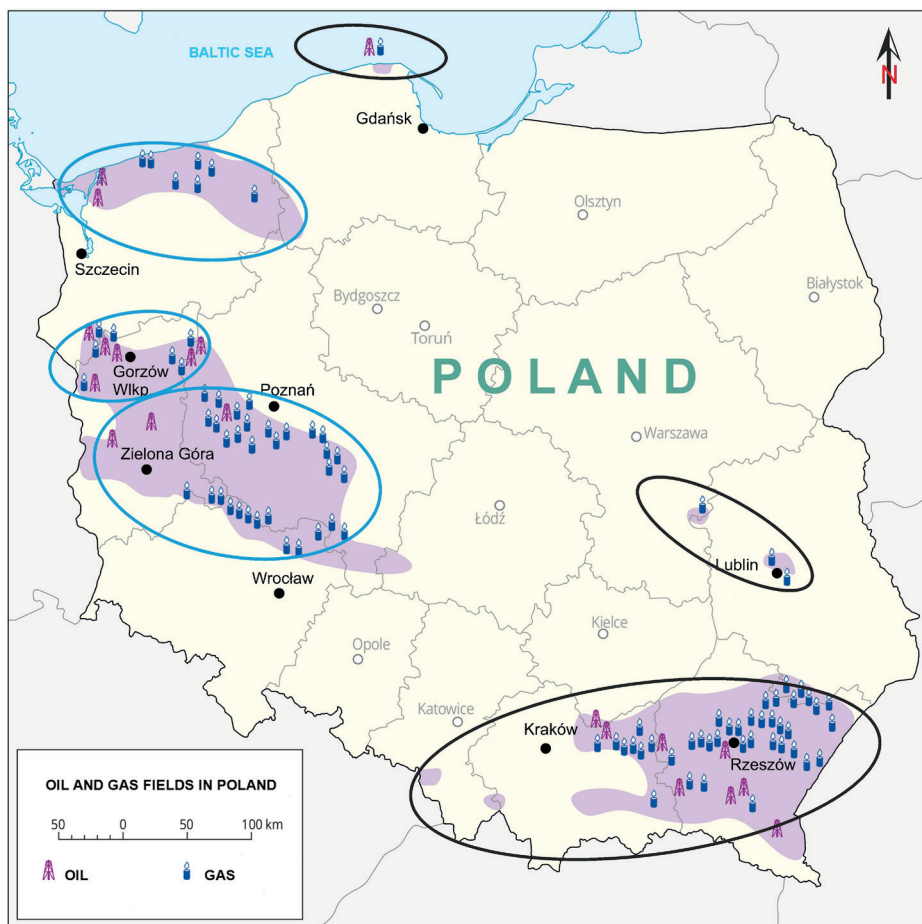 BALTIC SEA
N
Gdańsk
Olsztyn
Szczecin
Białystok
Bydgoszcz
Toruń
POLAND
Gorzów
Wlkp
Poznań
Warszawa
Zielona Góra
Łódź
Lublin
Wrocław
Kielce
Opole
Katowice
Kraków
Rzeszów
OIL AND GAS FIELDS IN POLAND
50 0 50 100 km
OIL GAS